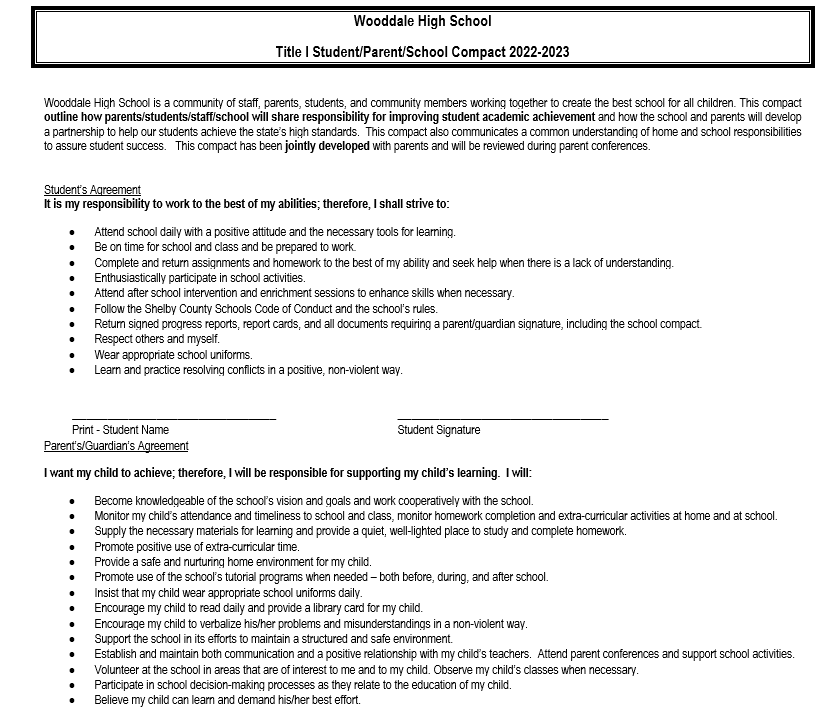 Wooddale High School
Title I Student/Parent/School Compact 2022-2023
Wooddale High School is a community of staff, parents, students, and community members working together to create the best school for all children. This compact
outline how parents/students/staff/school will share responsibility for improving student academic achievement and how the school and parents will develop
a partnership to help our students achieve the state's high standards. This compact also communicates a common understanding of home and school responsibilities
to assure student success. This compact has been jointly developed with parents and will be reviewed during parent conferences.
Student's Agreement
It is my responsibility to work to the best of my abilities; therefore, I shall strive to:
● Attend school daily with a positive attitude and the necessary tools for learning.
● Be on time for school and class and be prepared to work.
● Complete and return assignments and homework to the best of my ability and seek help when there is a lack of understanding.
● Enthusiastically participate in school activities.
● Attend after school intervention and enrichment sessions to enhance skills when necessary.
● Follow the Shelby County Schools Code of Conduct and the school's rules.
● Return signed progress reports, report cards, and all documents requiring a parent/guardian signature, including the school compact.
● Respect others and myself.
● Wear appropriate school uniforms.
● Learn and practice resolving conflicts in a positive, non-violent way.
Print - Student Name Student Signature
Parent's/Guardian's Agreement
I want my child to achieve; therefore, I will be responsible for supporting my child's learning. I will:
● Become knowledgeable of the school's vision and goals and work cooperatively with the school.
● Monitor my child's attendance and timeliness to school and class, monitor homework completion and extra-curricular activities at home and at school.
● Supply the necessary materials for learning and provide a quiet, well-lighted place to study and complete homework.
● Promote positive use of extra-curricular time.
● Provide a safe and nurturing home environment for my child.
● Promote use of the school's tutorial programs when needed – both before, during, and after school.
● Insist that my child wear appropriate school uniforms daily.
● Encourage my child to read daily and provide a library card for my child.
● Encourage my child to verbalize his/her problems and misunderstandings in a non-violent way.
● Support the school in its efforts to maintain a structured and safe environment.
● Establish and maintain both communication and a positive relationship with my child's teachers. Attend parent conferences and support school activities.
● Volunteer at the school in areas that are of interest to me and to my child. Observe my child's classes when necessary.
● Participate in school decision-making processes as they relate to the education of my child.
● Believe my child can learn and demand his/her best effort.